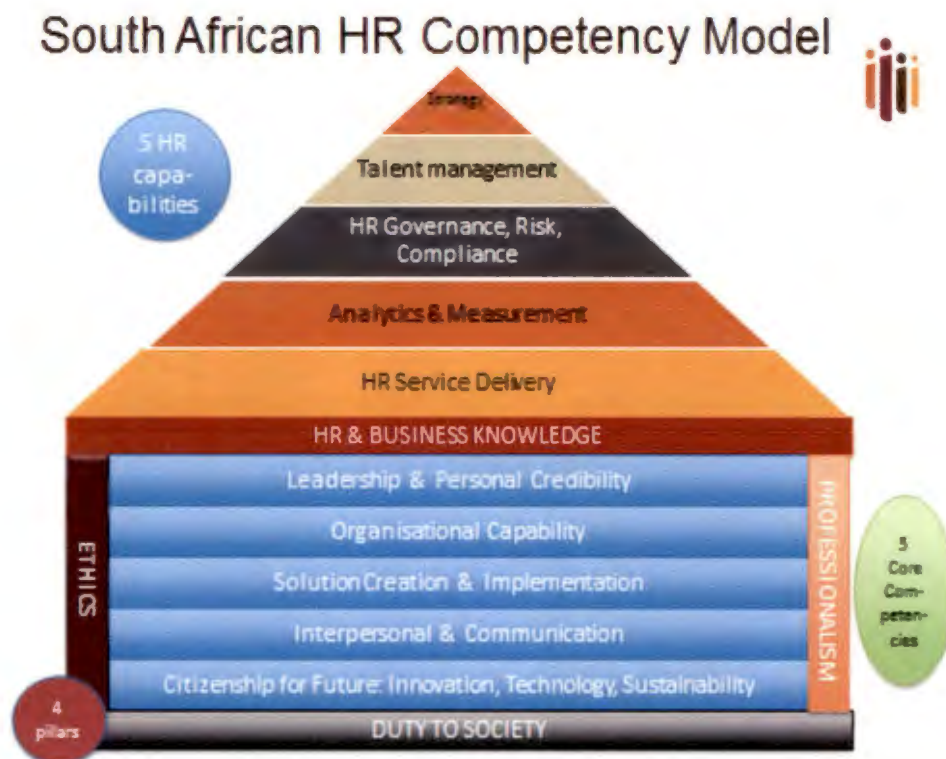 South African HR Competency Model
Strategy
5 HR
capa-
bilities
Talent management
HR Governance, Risk,
Compliance
Analytics & Measurement
HR Service Delivery
HR & BUSINESS KNOWLEDGE
ETHICS
Leadership & Personal Credibility
Organisational Capability
Solution Creation & Implementation
Interpersonal & Communication
Citizenship for Future: Innovation, Technology, Sustainability
PROFESSIONALISM
5
Core
Com-
peten-
cies
4
pillars
DUTY TO SOCIETY